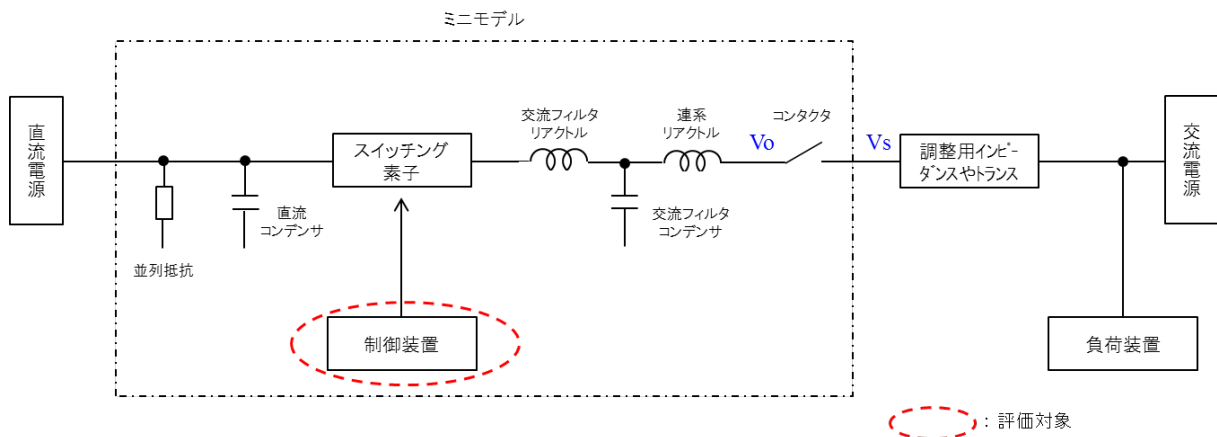 ミニモデル
直流電源
交流フィルタ
リアクトル
連系
リアクトル
コンタクタ
Vo
Vs
交流電源
スイッチング
素子
調整用インピー
ダンスやトランス
並列抵抗
直流
コンデンサ
交流フィルタ
コンデンサ
制御装置
負荷装置
：評価対象